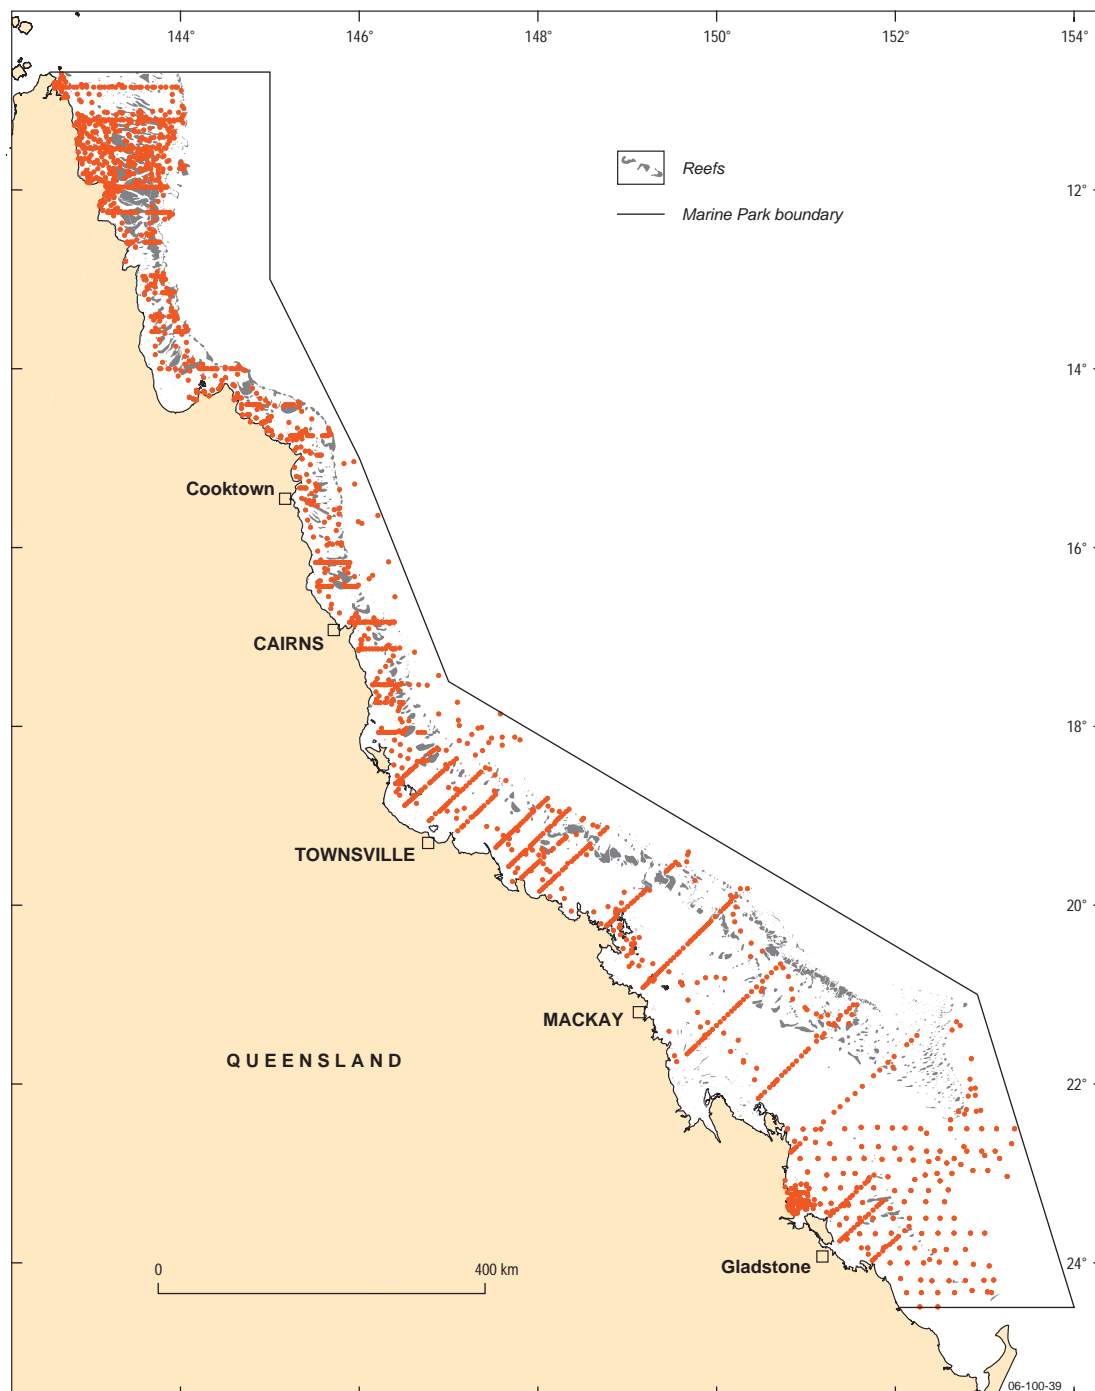 144° 146° 148° 150° 152° 154°
Reefs
12°
Marine Park boundary
14°
Cooktown
16°
CAIRNS
18°
TOWNSVILLE
20°
MACKAY
QUEENSLAND
22°
0 400 km
Gladstone
24°
06-100-39